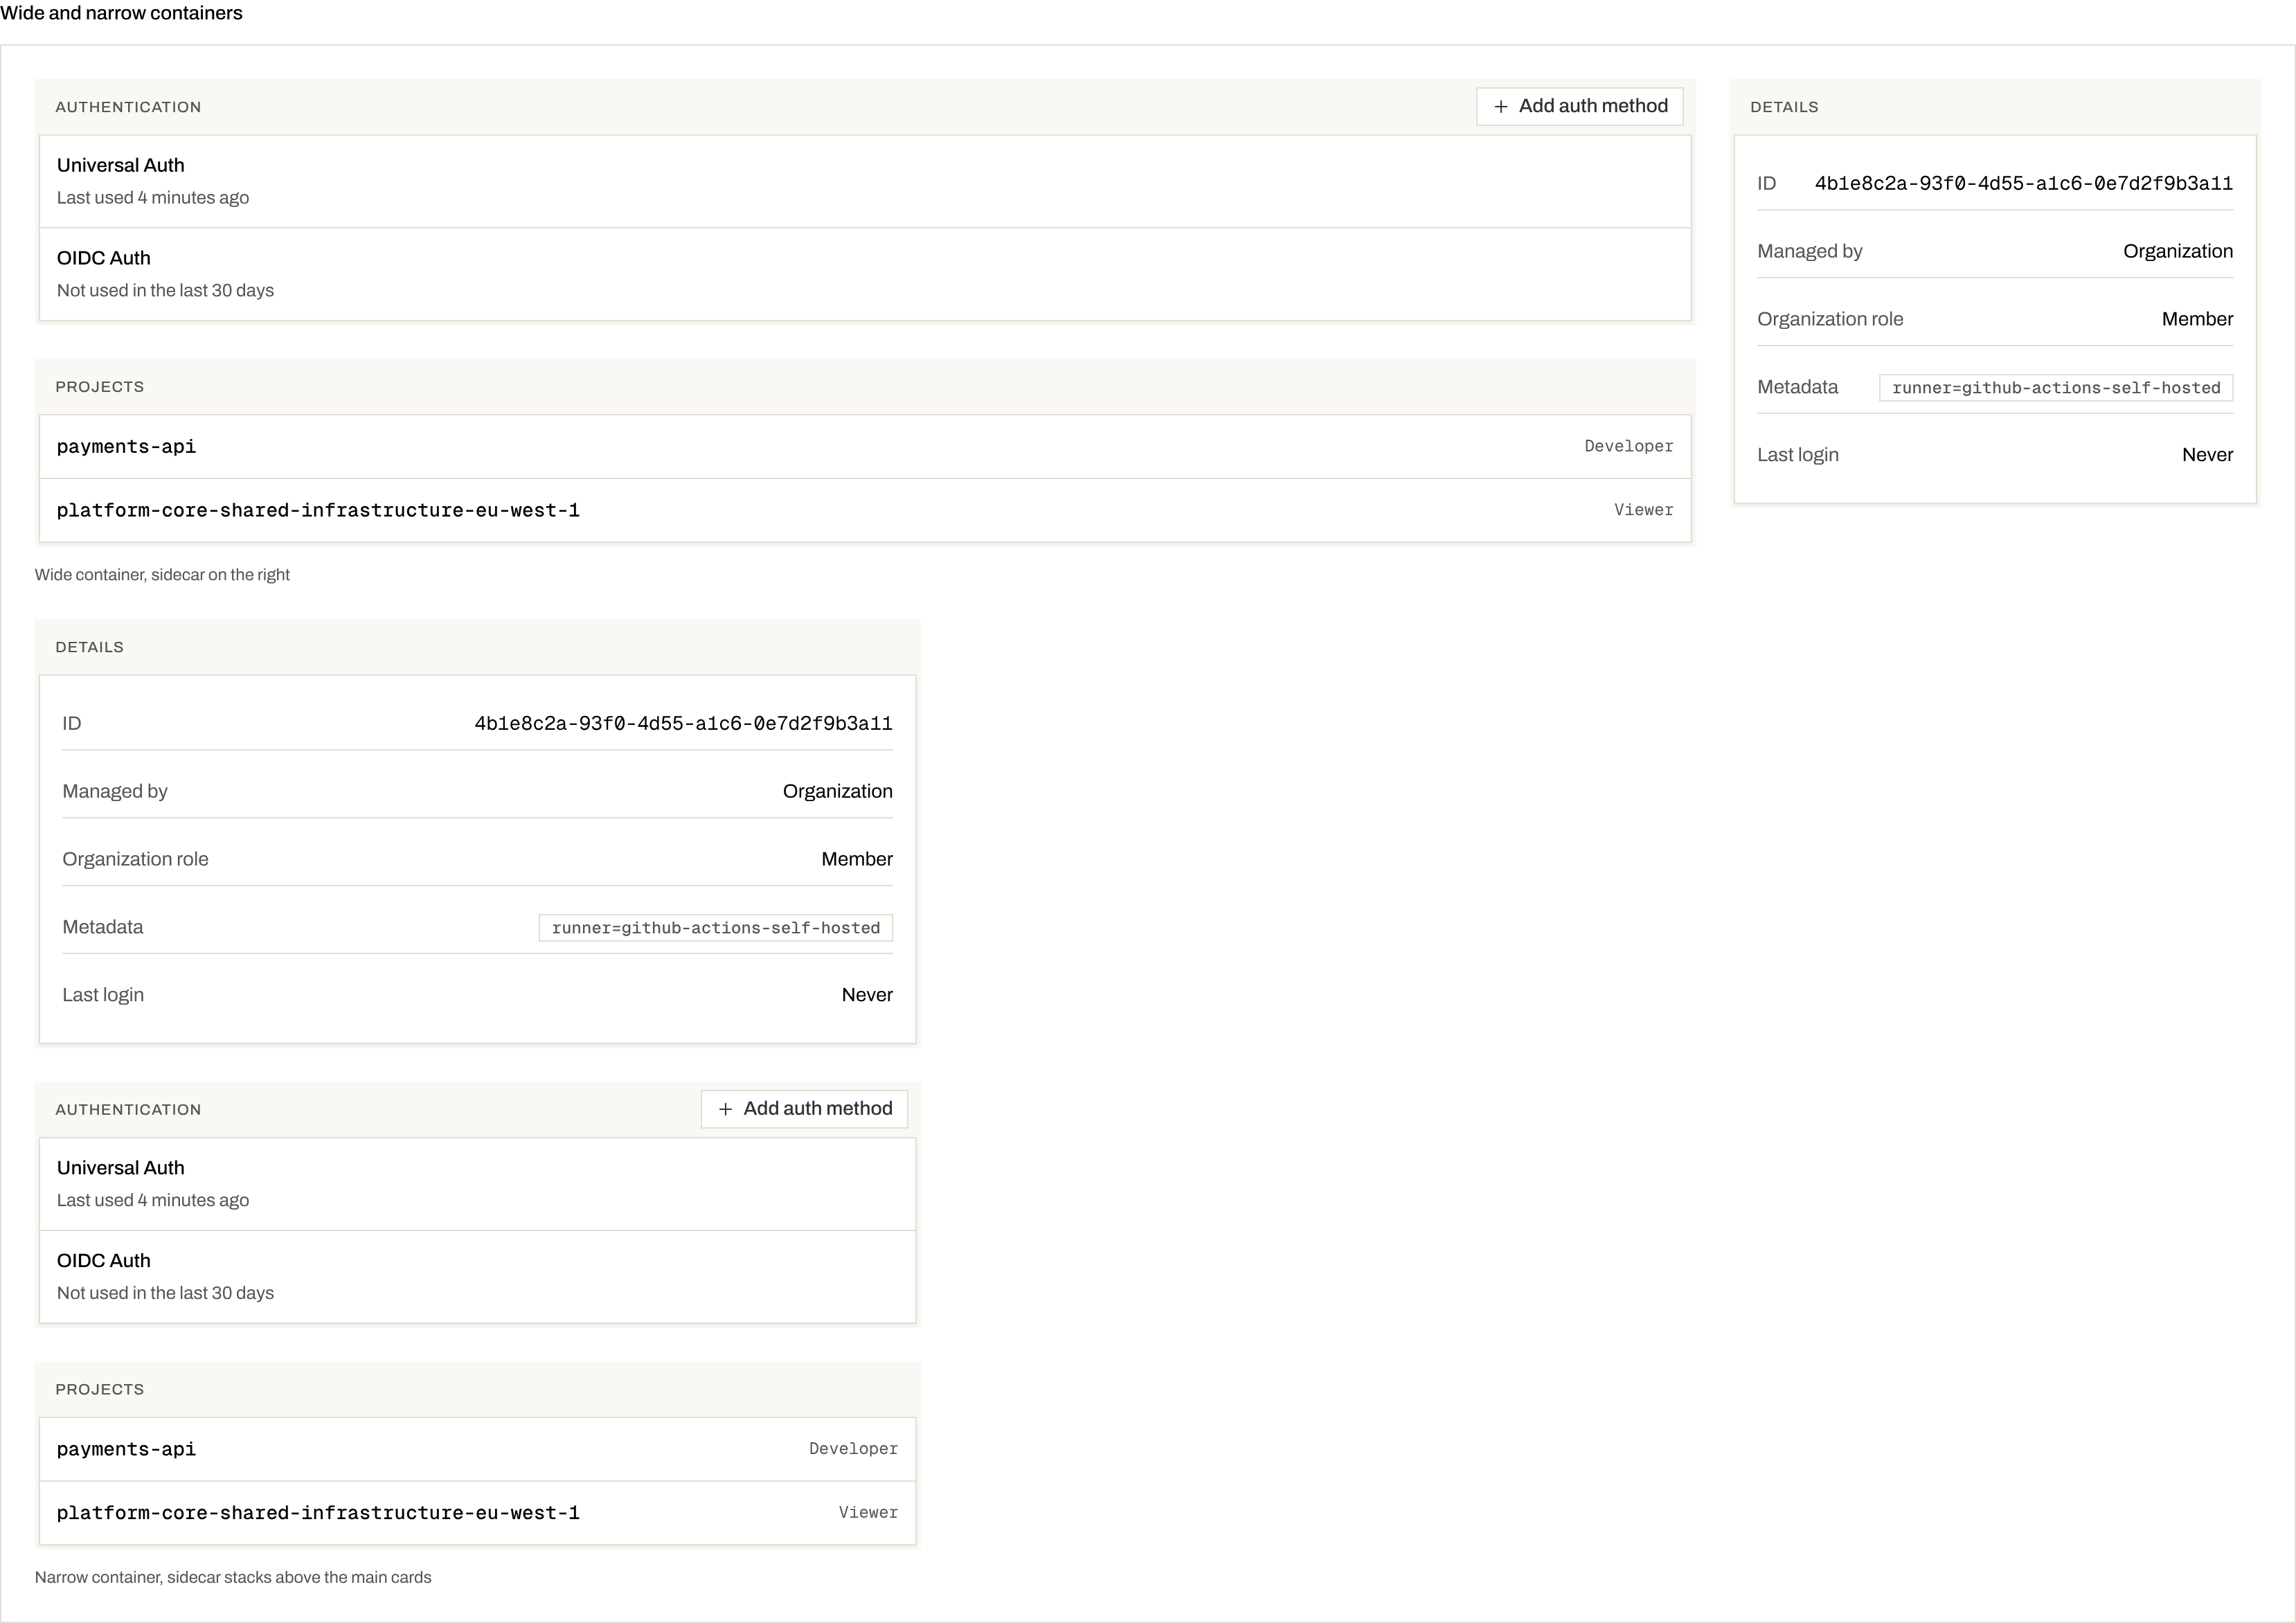 Wide and narrow containers
AUTHENTICATION
+ Add auth method
Universal Auth
Last used 4 minutes ago
OIDC Auth
Not used in the last 30 days
PROJECTS
payments-api
Developer
platform-core-shared-infrastructure-eu-west-1
Viewer
DETAILS
ID 4b1e8c2a-93f0-4d55-a1c6-0e7d2f9b3a11
Managed by Organization
Organization role Member
Metadata runner=github-actions-self-hosted
Last login Never
Wide container, sidecar on the right
DETAILS
ID 4b1e8c2a-93f0-4d55-a1c6-0e7d2f9b3a11
Managed by Organization
Organization role Member
Metadata runner=github-actions-self-hosted
Last login Never
AUTHENTICATION
+ Add auth method
Universal Auth
Last used 4 minutes ago
OIDC Auth
Not used in the last 30 days
PROJECTS
payments-api
Developer
platform-core-shared-infrastructure-eu-west-1
Viewer
Narrow container, sidecar stacks above the main cards